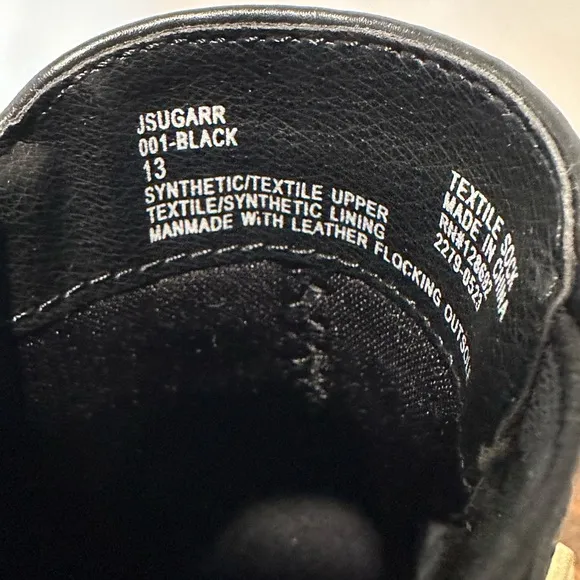 JSUGARR
001-BLACK
13
SYNTHETIC/TEXTILE UPPER
TEXTILE/SYNTHETIC LINING
MANMADE WiTH LEATHER FLOCKING OUTSOLE
TEXTILE SOCK
MADE IN CHINA
RN#128692
2279-0523